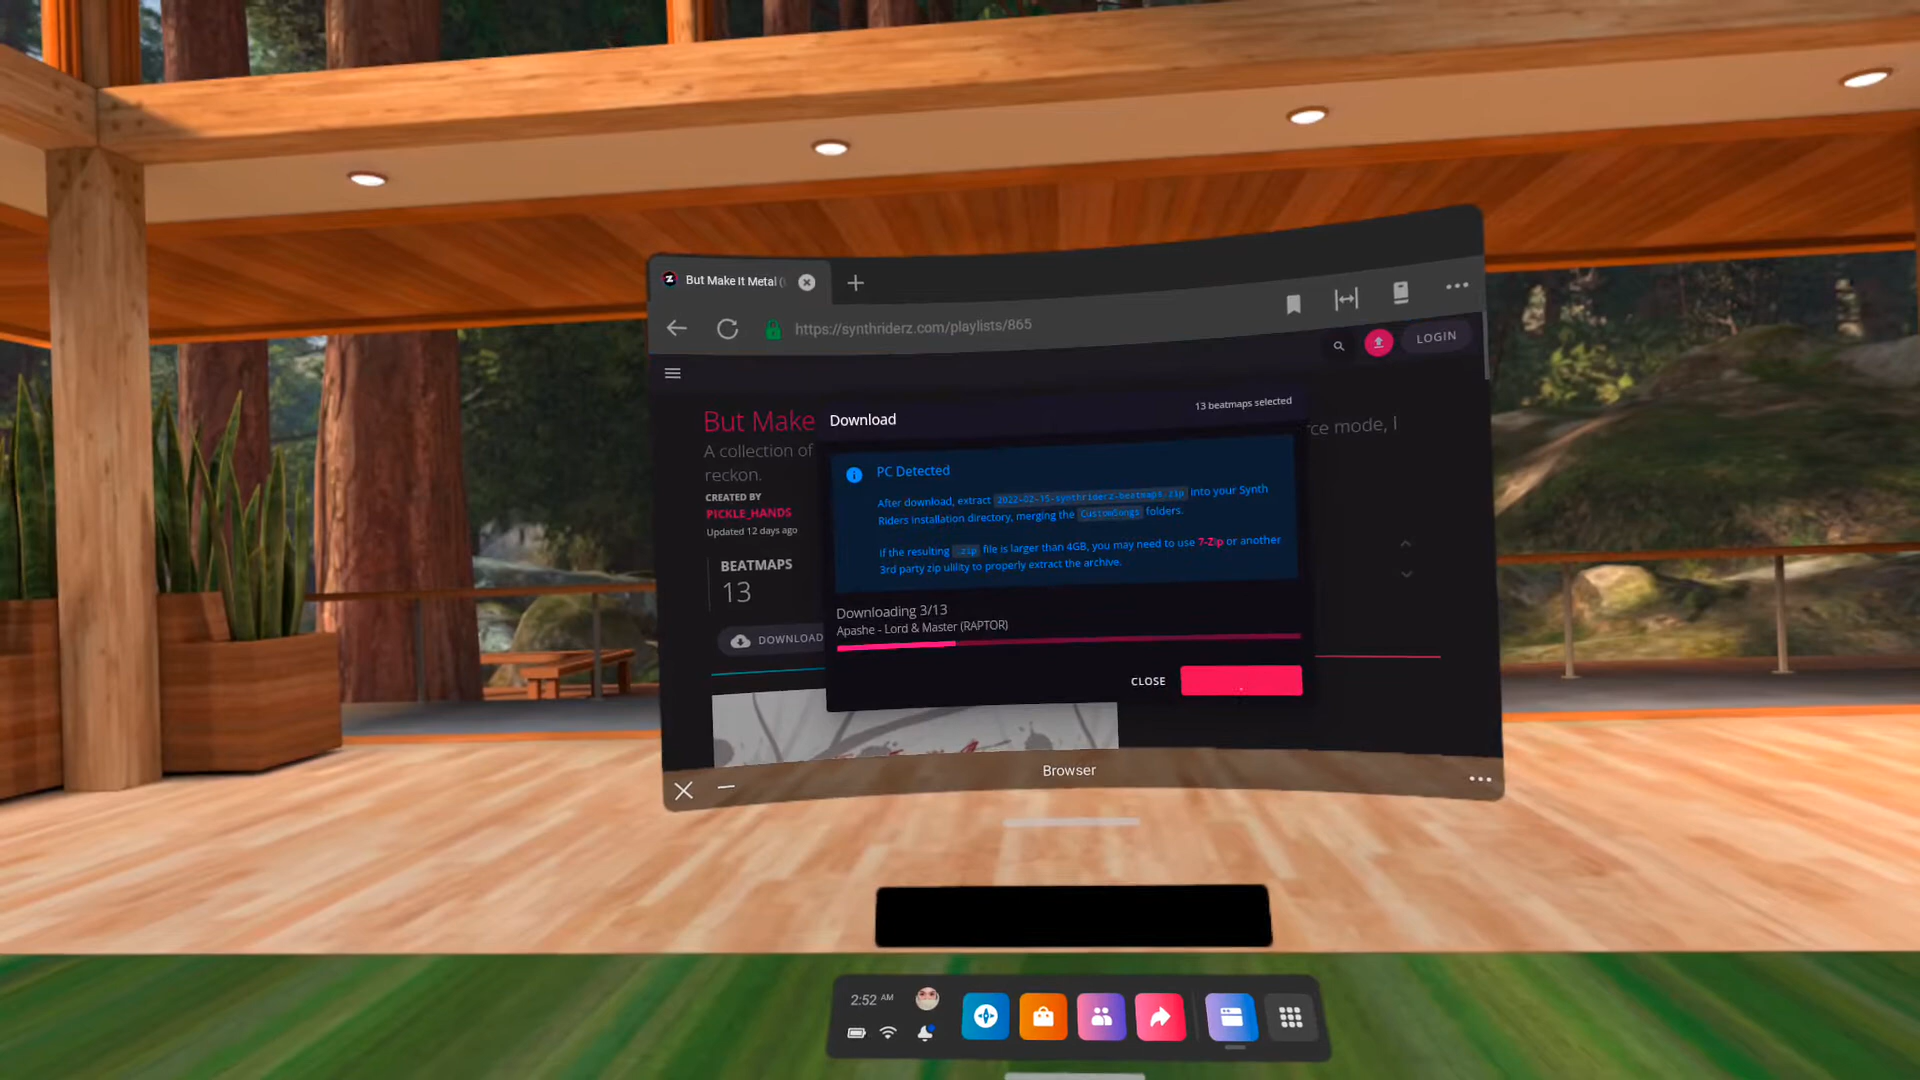 But Make It Metal (
https://synthriderz.com/playlists/865
LOGIN
But Make
A collection of
reckon.
rce mode, I
CREATED BY
PICKLE_HANDS
Updated 12 days ago
BEATMAPS
13
DOWNLOAD
Download
13 beatmaps selected
PC Detected
After download, extract 2022-02-15-synthriderz-beatmaps.zip into your Synth
Riders installation directory, merging the CustomSongs folders.
If the resulting .zip file is larger than 4GB, you may need to use 7-Zip or another
3rd party zip utility to properly extract the archive.
Downloading 3/13
Apashe - Lord & Master (RAPTOR)
CLOSE
Browser
2:52 AM